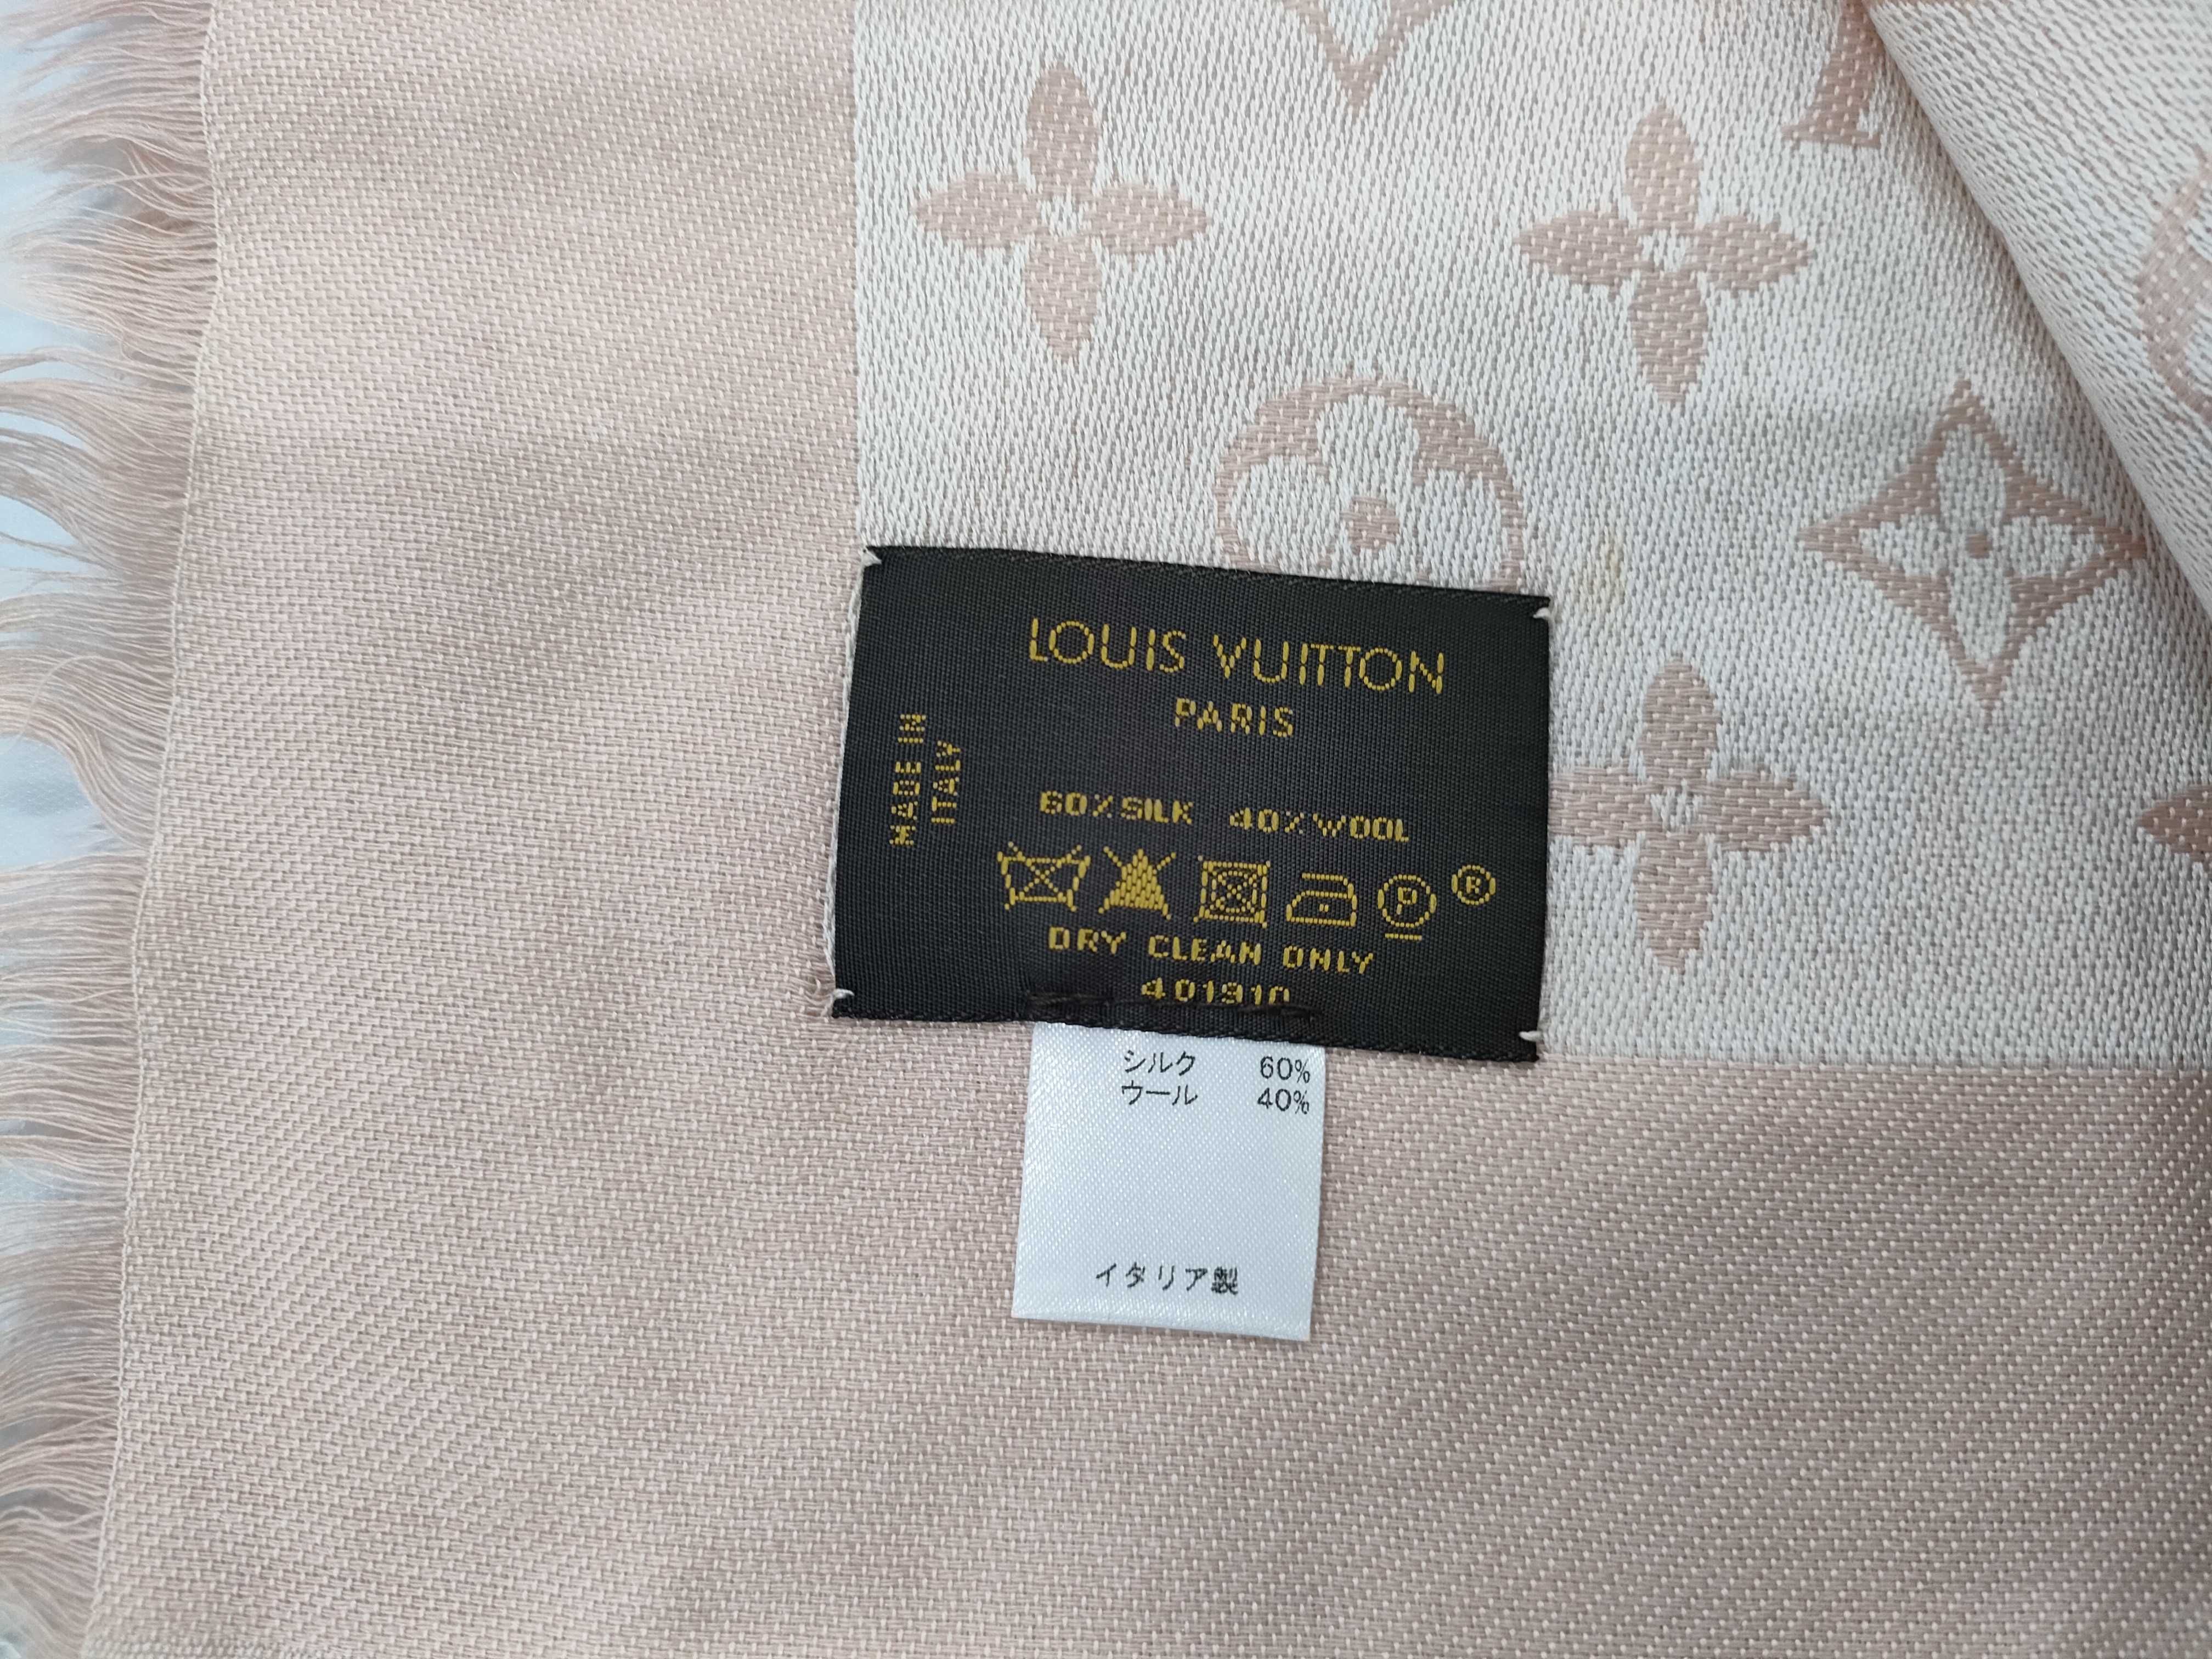 LOUIS VUITTON
PARIS
MADE IN
ITALY
60% SILK 40% WOOL
P
®
DRY CLEAN ONLY
401910
シルク 60%
ウール 40%
イタリア製